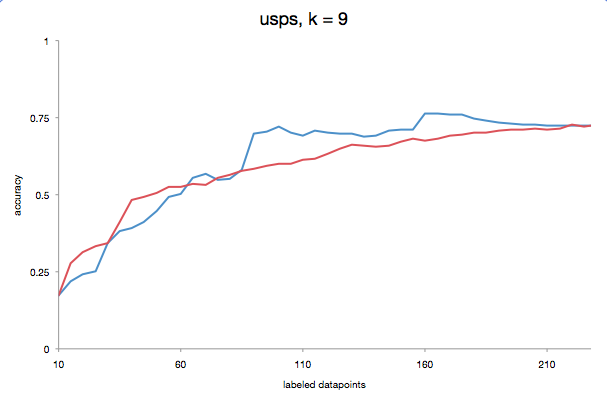 usps, k = 9
1
0.75
0.5
0.25
0
accuracy
10 60 110 160 210
labeled datapoints